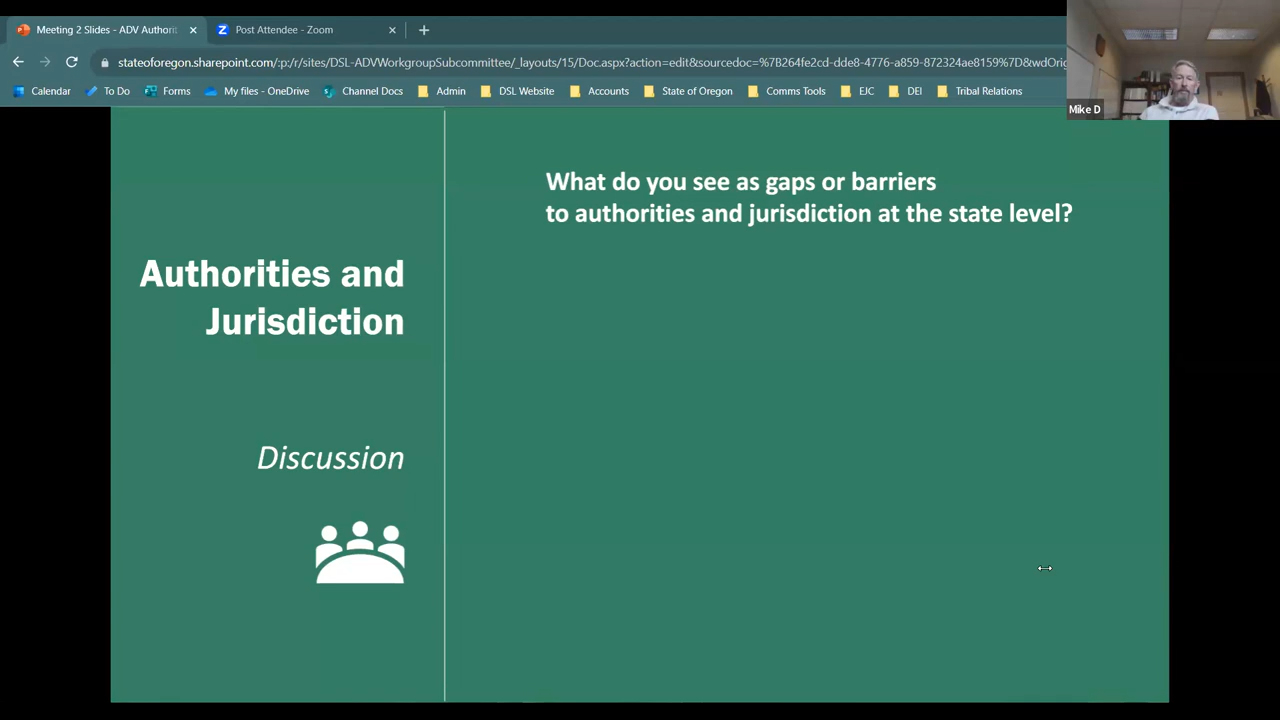 Meeting 2 Slides - ADV Authorit
Post Attendee - Zoom
stateoforegon.sharepoint.com/:p:/r/sites/DSL-ADVWorkgroupSubcommittee/_layouts/15/Doc.aspx?action=edit&sourcedoc=%7B264fe2cd-dde8-4776-a859-872324ae8159%7D&wdOrig
Calendar To Do Forms My files - OneDrive Channel Docs Admin DSL Website Accounts State of Oregon Comms Tools EJC DEI Tribal Relations
Mike D
What do you see as gaps or barriers
to authorities and jurisdiction at the state level?
Authorities and
Jurisdiction
Discussion